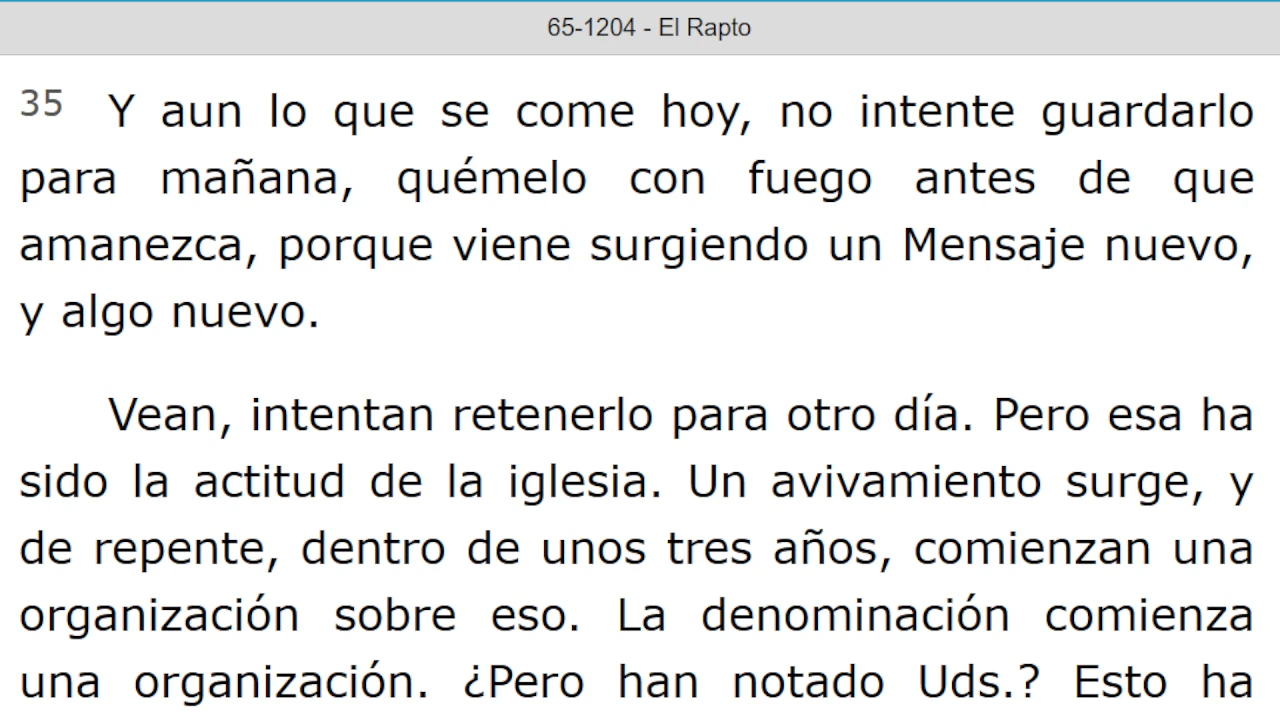 65-1204 - El Rapto
35 Y aun lo que se come hoy, no intente guardarlo
para mañana, quémelo con fuego antes de que
amanezca, porque viene surgiendo un Mensaje nuevo,
y algo nuevo.
Vean, intentan retenerlo para otro día. Pero esa ha
sido la actitud de la iglesia. Un avivamiento surge, y
de repente, dentro de unos tres años, comienzan una
organización sobre eso. La denominación comienza
una organización. ¿Pero han notado Uds.? Esto ha